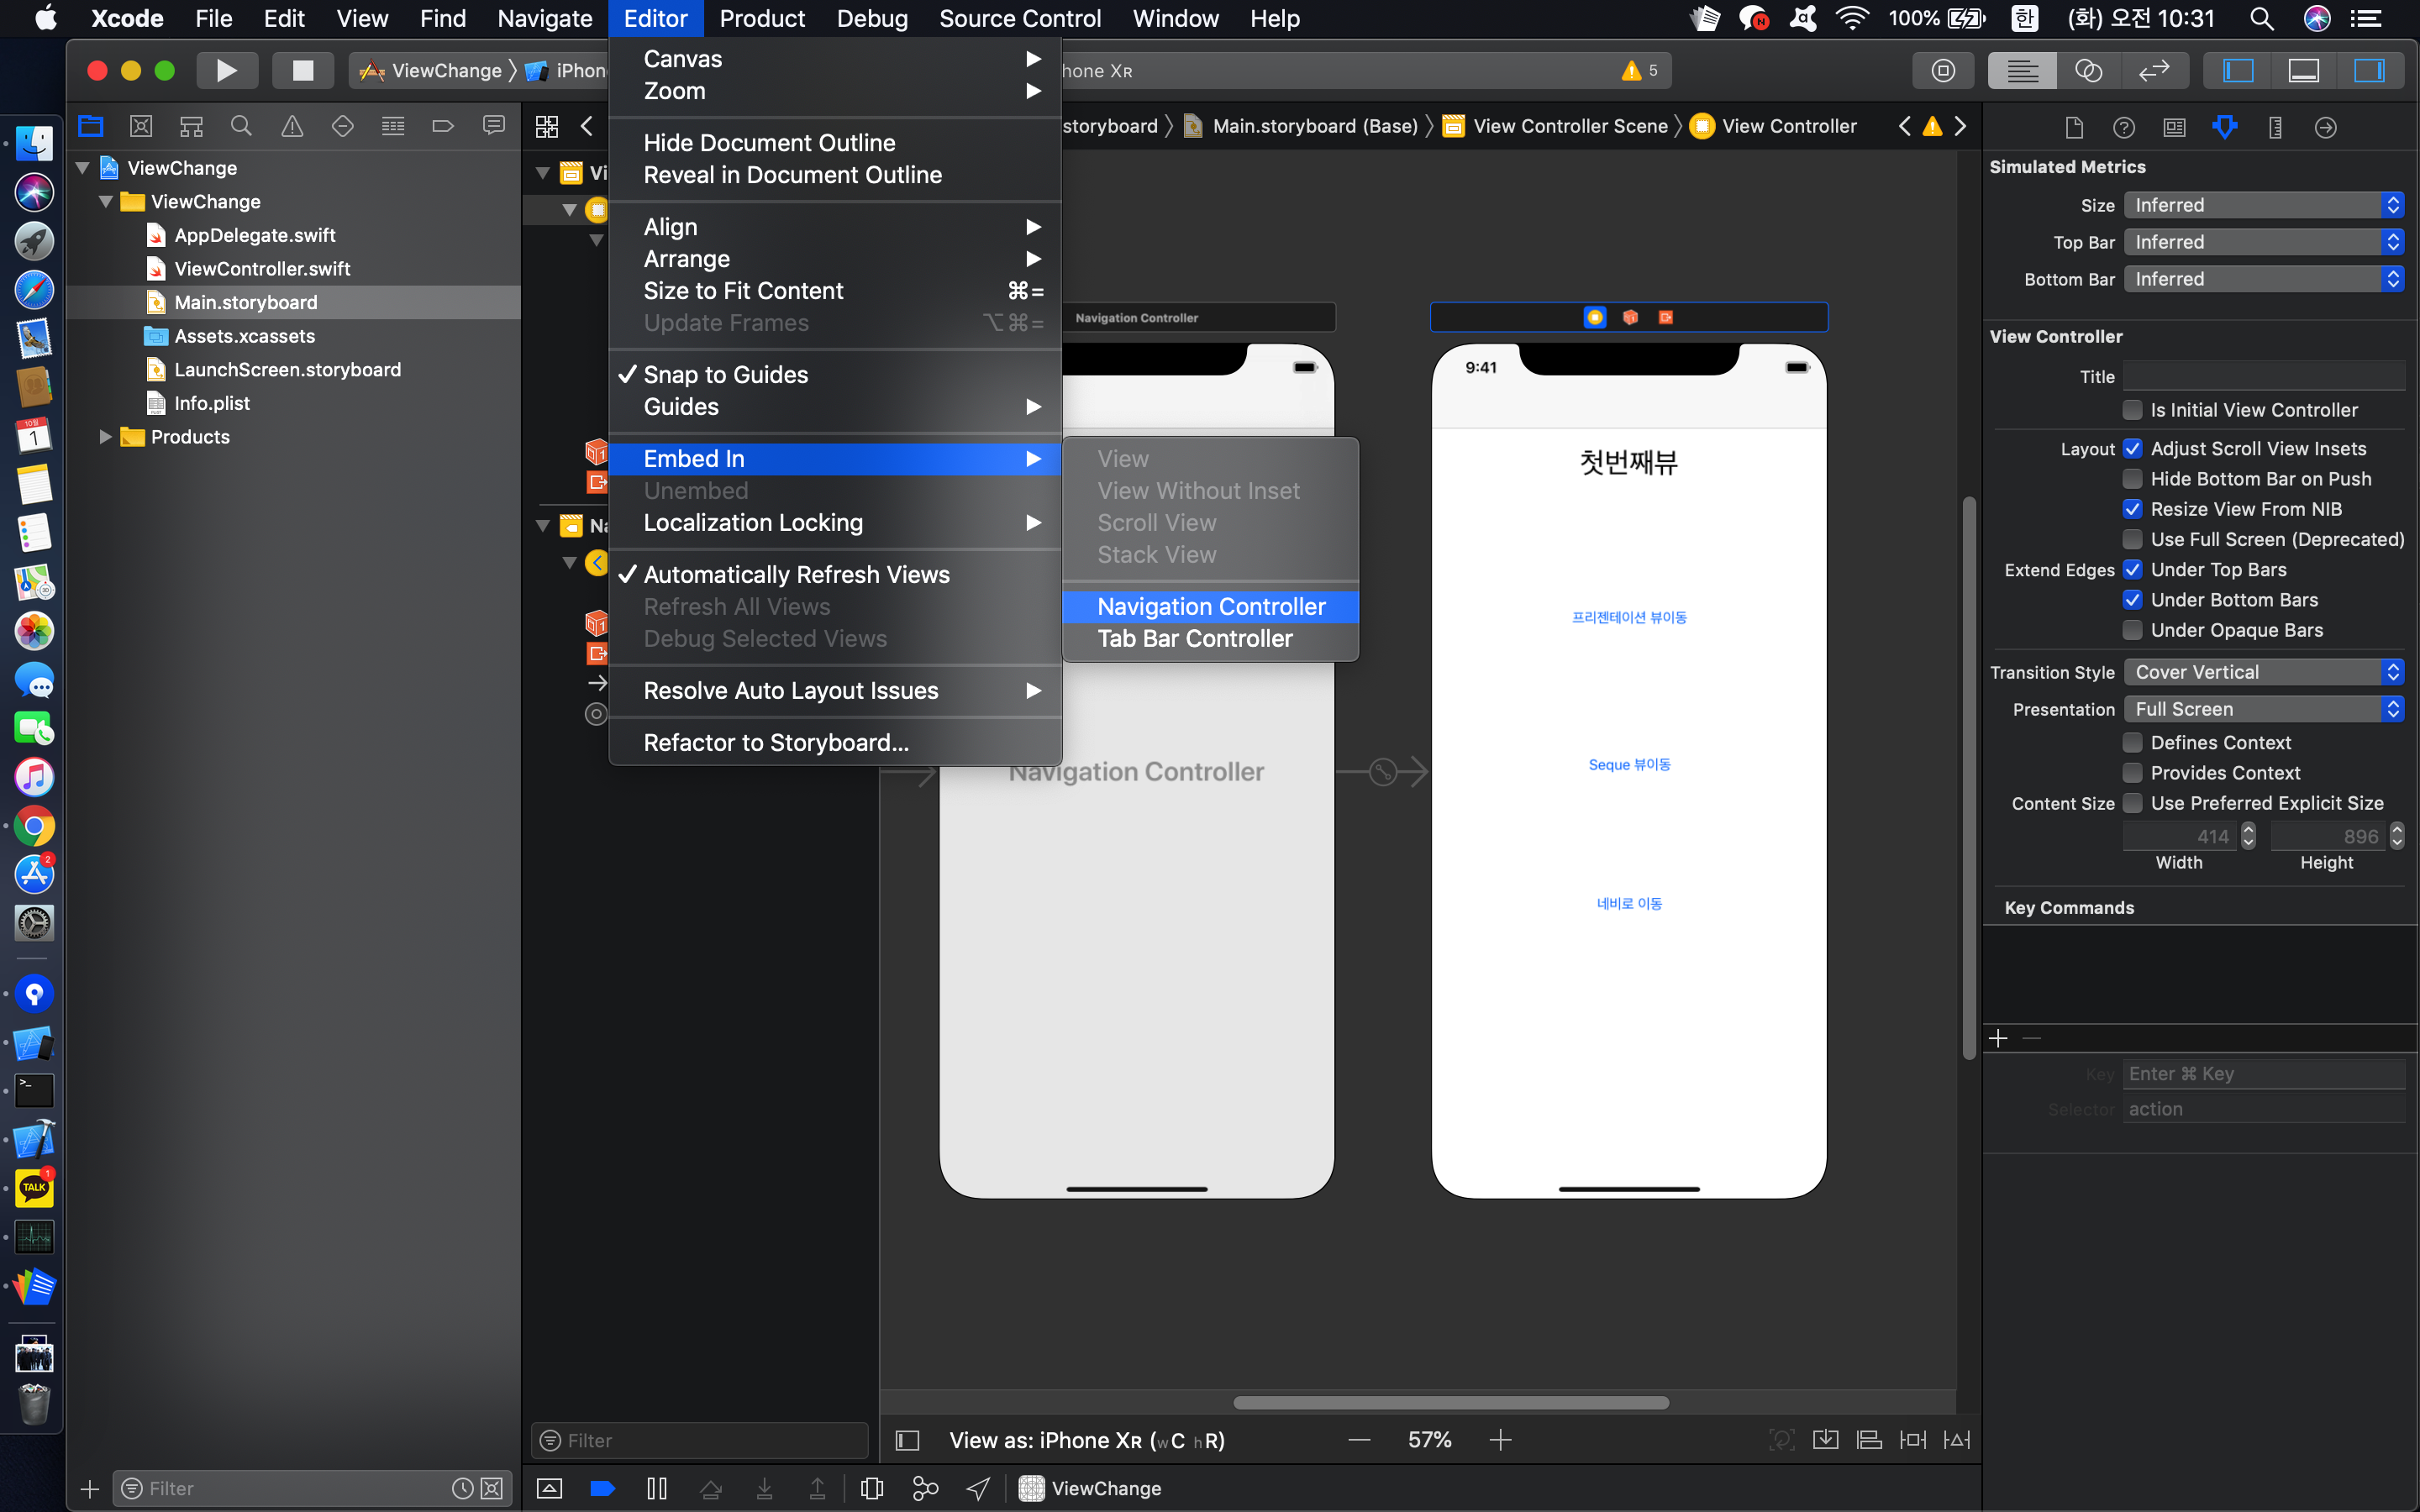 Xcode File Edit View Find Navigate Editor Product Debug Source Control Window Help 100% 한 (화) 오전 10:31
ViewChange iPhon
hone XR
5
ViewChange
ViewChange
AppDelegate.swift
ViewController.swift
Main.storyboard
Assets.xcassets
LaunchScreen.storyboard
Info.plist
Products
Filter
Vi
Na
Filter
Canvas
Zoom
Hide Document Outline
Reveal in Document Outline
Align
Arrange
Size to Fit Content ⌘=
Update Frames ⌥⌘=
✓ Snap to Guides
Guides
Embed In
Unembed
Localization Locking
✓ Automatically Refresh Views
Refresh All Views
Debug Selected Views
Resolve Auto Layout Issues
Refactor to Storyboard...
View
View Without Inset
Scroll View
Stack View
Navigation Controller
Tab Bar Controller
storyboard Main.storyboard (Base) View Controller Scene View Controller
Navigation Controller
Navigation Controller
9:41
첫번째뷰
프리젠테이션 뷰이동
Seque 뷰이동
네비로 이동
View as: iPhone XR (wC hR) 57%
ViewChange
Simulated Metrics
Size Inferred
Top Bar Inferred
Bottom Bar Inferred
View Controller
Title
Is Initial View Controller
Layout Adjust Scroll View Insets
Hide Bottom Bar on Push
Resize View From NIB
Use Full Screen (Deprecated)
Extend Edges Under Top Bars
Under Bottom Bars
Under Opaque Bars
Transition Style Cover Vertical
Presentation Full Screen
Defines Context
Provides Context
Content Size Use Preferred Explicit Size
414 896
Width Height
Key Commands
Key Enter ⌘ Key
Selector action
10월
1
2
TALK
1